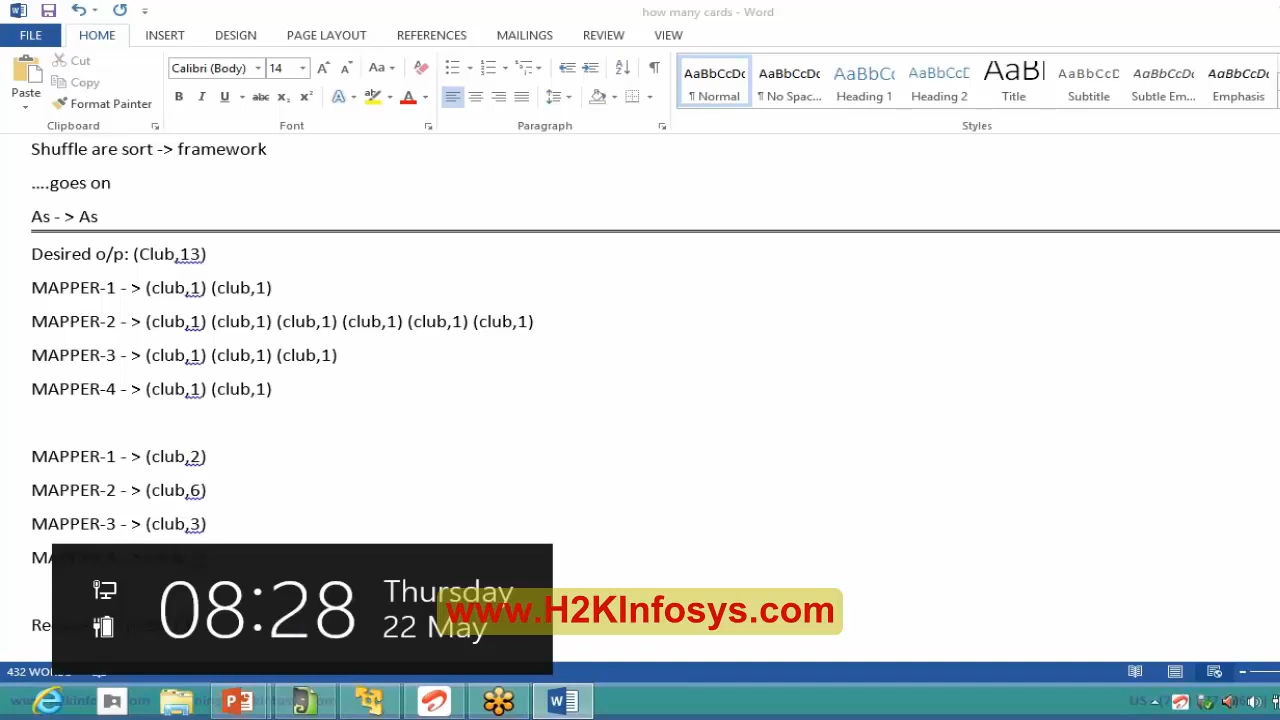 how many cards - Word
FILE HOME INSERT DESIGN PAGE LAYOUT REFERENCES MAILINGS REVIEW VIEW
Paste Cut Copy Format Painter
Calibri (Body) 14
AaBbCcDc AaBbCcDc AaBbCc AaBbCcD AaBl AaBbCcD AaBbCcDc AaBbCcDc
¶ Normal ¶ No Spac... Heading 1 Heading 2 Title Subtitle Subtle Em... Emphasis
Clipboard Font Paragraph Styles
Shuffle are sort -> framework
....goes on
As - > As
Desired o/p: (Club,13)
MAPPER-1 - > (club,1) (club,1)
MAPPER-2 - > (club,1) (club,1) (club,1) (club,1) (club,1) (club,1)
MAPPER-3 - > (club,1) (club,1) (club,1)
MAPPER-4 - > (club,1) (club,1)
MAPPER-1 - > (club,2)
MAPPER-2 - > (club,6)
MAPPER-3 - > (club,3)
08:28
Thursday
22 May
www.H2KInfosys.com
432
US